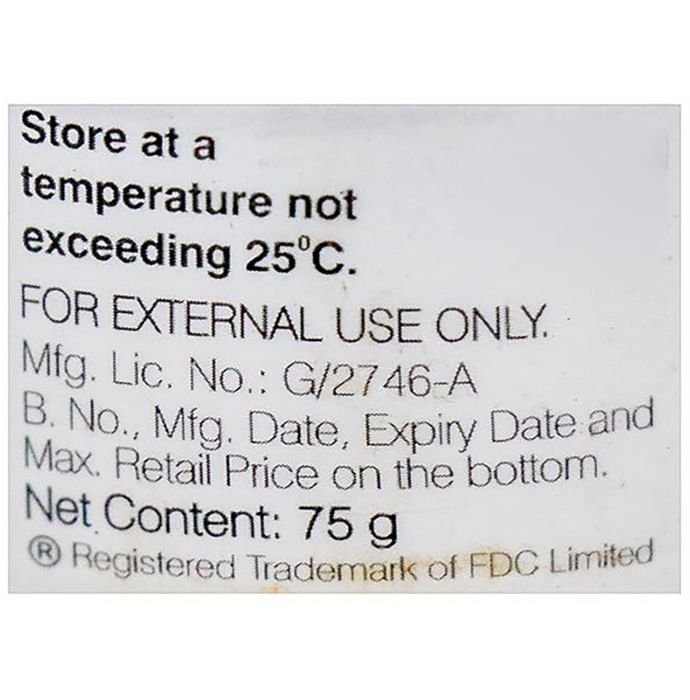 Store at a
temperature not
exceeding 25°C.
FOR EXTERNAL USE ONLY.
Mfg. Lic. No.: G/2746-A
B. No., Mfg. Date, Expiry Date and
Max. Retail Price on the bottom.
Net Content: 75 g
® Registered Trademark of FDC Limited